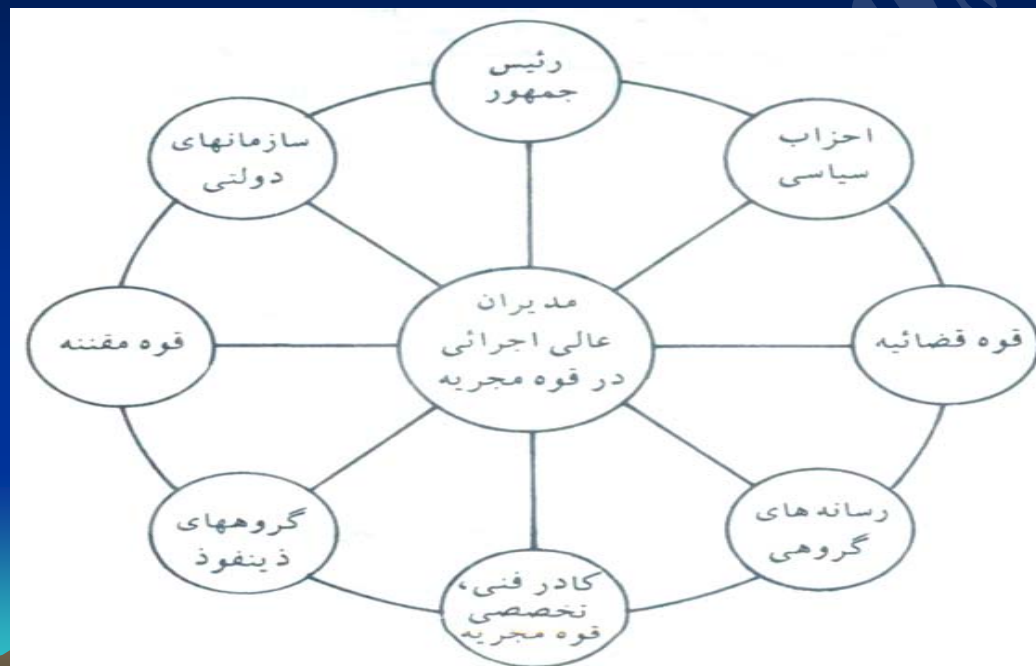 رئیس
جمهور
احزاب
سیاسی
سازمانهای
دولتی
قوه قضائیه
مدیران
عالی اجرائی
در قوه مجریه
قوه مقننه
رسانه های
گروهی
گروههای
ذینفوذ
کادر فنی،
تخصصی
قوه مجریه